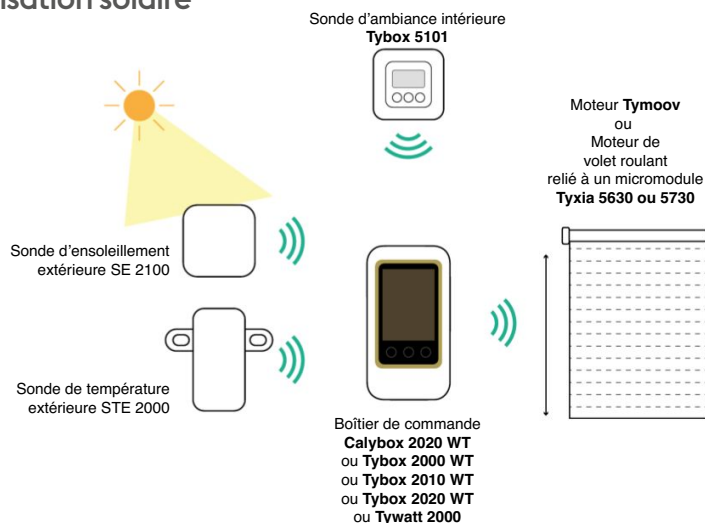 isation solaire
Sonde d'ambiance intérieure
Tybox 5101
Moteur Tymoov
ou
Moteur de
volet roulant
relié à un micromodule
Tyxia 5630 ou 5730
Sonde d'ensoleillement
extérieure SE 2100
Sonde de température
extérieure STE 2000
Boîtier de commande
Calybox 2020 WT
ou Tybox 2000 WT
ou Tybox 2010 WT
ou Tybox 2020 WT
ou Tywatt 2000